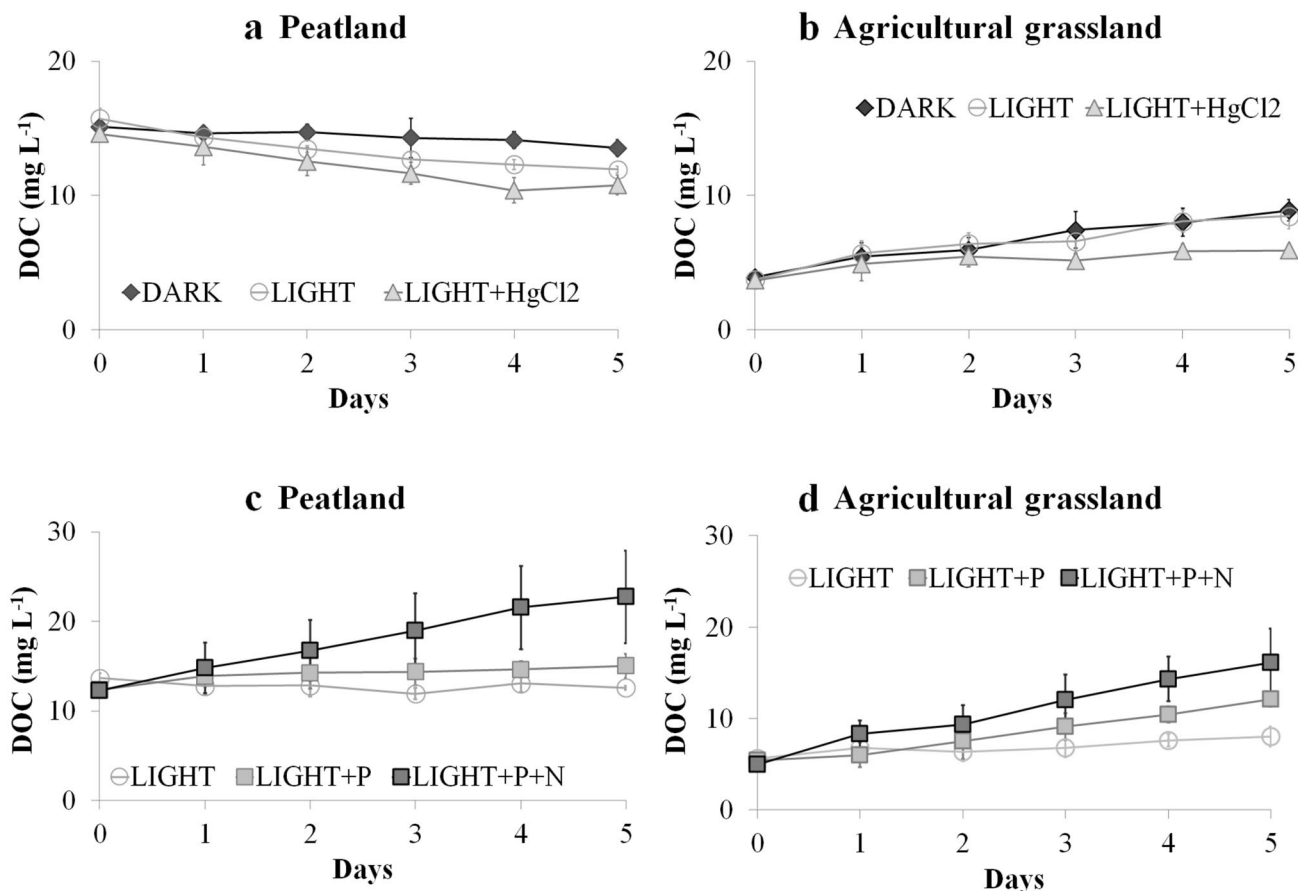 a Peatland
20
10
0
DOC (mg L⁻¹)
DARK LIGHT LIGHT+HgCl2
0 1 2 3 4 5
Days
b Agricultural grassland
20
10
0
DOC (mg L⁻¹)
DARK LIGHT LIGHT+HgCl2
0 1 2 3 4 5
Days
c Peatland
30
20
10
0
DOC (mg L⁻¹)
LIGHT LIGHT+P LIGHT+P+N
0 1 2 3 4 5
Days
d Agricultural grassland
30
20
10
0
DOC (mg L⁻¹)
LIGHT LIGHT+P LIGHT+P+N
0 1 2 3 4 5
Days